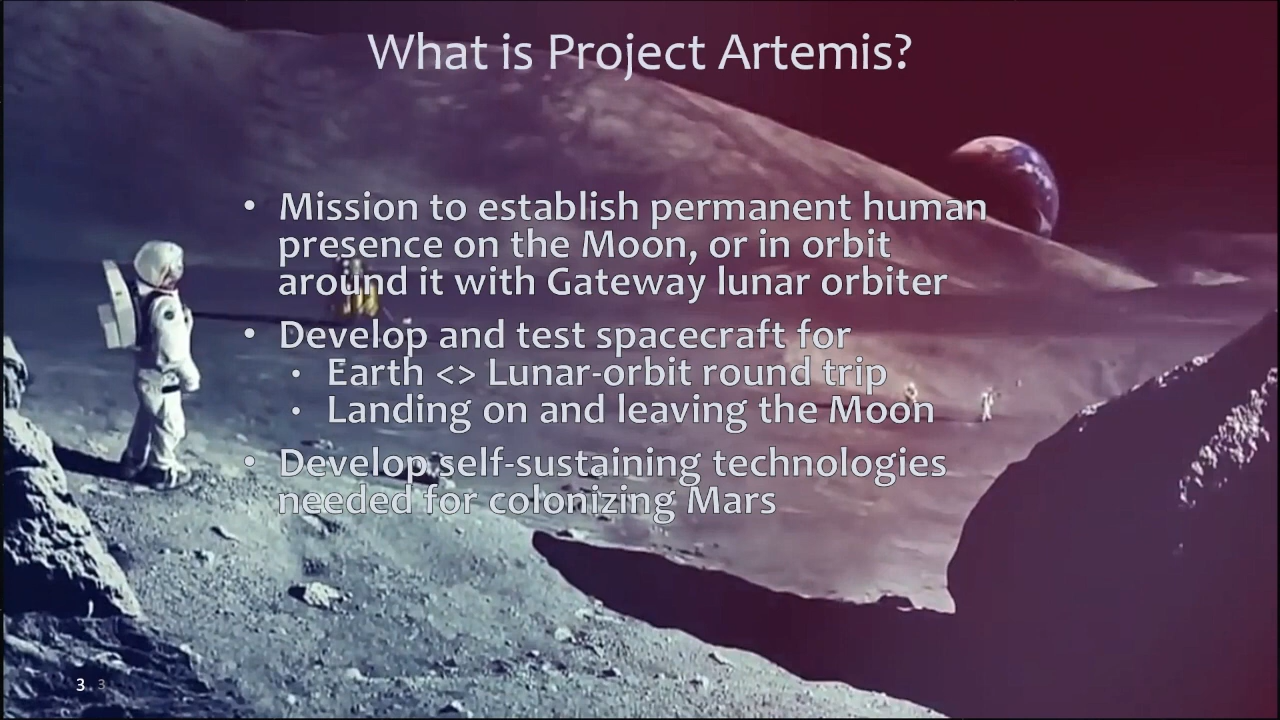 What is Project Artemis?
• Mission to establish permanent human
presence on the Moon, or in orbit
around it with Gateway lunar orbiter
• Develop and test spacecraft for
• Earth <> Lunar-orbit round trip
• Landing on and leaving the Moon
• Develop self-sustaining technologies
needed for colonizing Mars
3 3